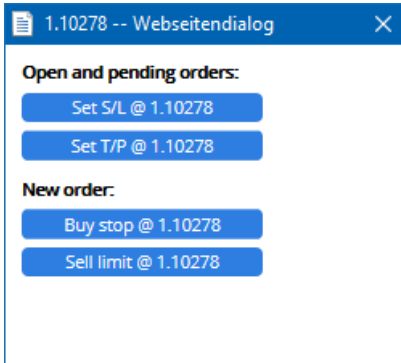 1.10278 -- Webseitendialog
Open and pending orders:
Set S/L @ 1.10278
Set T/P @ 1.10278
New order:
Buy stop @ 1.10278
Sell limit @ 1.10278